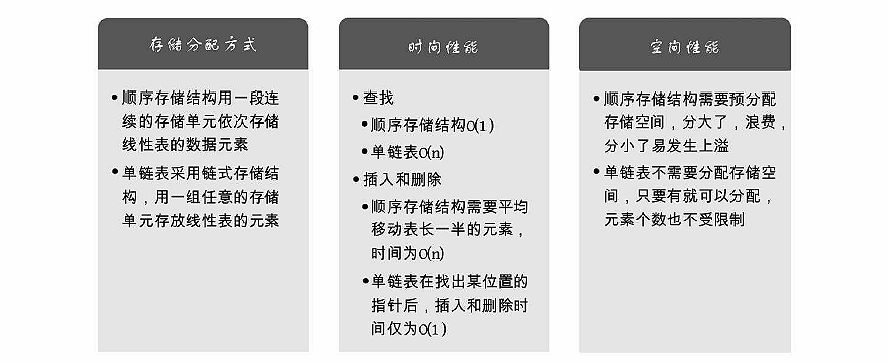 存储分配方式
•顺序存储结构用一段连
续的存储单元依次存储
线性表的数据元素
•单链表采用链式存储结
构，用一组任意的存储
单元存放线性表的元素
时间性能
•查找
•顺序存储结构O(1)
•单链表O(n)
•插入和删除
•顺序存储结构需要平均
移动表长一半的元素，
时间为O(n)
•单链表在找出某位置的
指针后，插入和删除时
间仅为O(1)
空间性能
•顺序存储结构需要预分配
存储空间，分大了，浪费，
分小了易发生上溢
•单链表不需要分配存储空
间，只要有就可以分配，
元素个数也不受限制